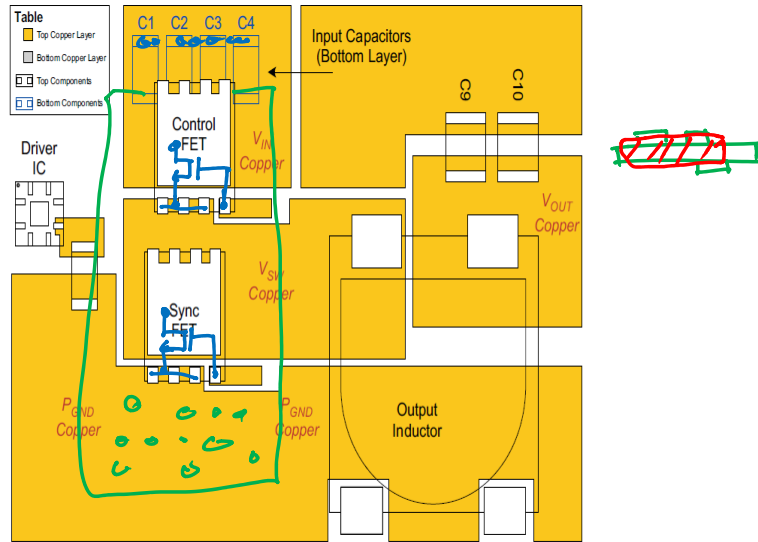 Table
Top Copper Layer
Bottom Copper Layer
Top Components
Bottom Components
C1 C2 C3 C4
Input Capacitors
(Bottom Layer)
C9 C10
Control
FET
VIN
Copper
Driver
IC
VOUT
Copper
VSW
Copper
Sync
FET
PGND
Copper
PGND
Copper
Output
Inductor